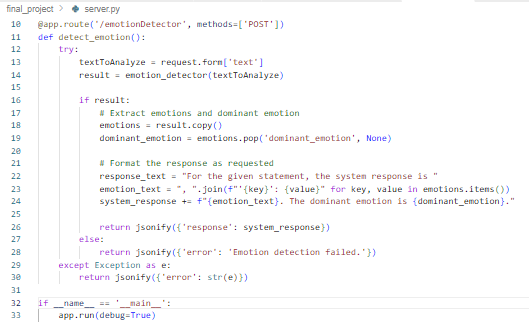 final_project > server.py
10 @app.route('/emotionDetector', methods=['POST'])
11 def detect_emotion():
12     try:
13         textToAnalyze = request.form['text']
14         result = emotion_detector(textToAnalyze)
15
16         if result:
17             # Extract emotions and dominant emotion
18             emotions = result.copy()
19             dominant_emotion = emotions.pop('dominant_emotion', None)
20
21             # Format the response as requested
22             response_text = "For the given statement, the system response is "
23             emotion_text = ", ".join(f"'{key}': {value}" for key, value in emotions.items())
24             system_response += f"{emotion_text}. The dominant emotion is {dominant_emotion}."
25
26             return jsonify({'response': system_response})
27         else:
28             return jsonify({'error': 'Emotion detection failed.'})
29     except Exception as e:
30         return jsonify({'error': str(e)})
31
32 if __name__ == '__main__':
33     app.run(debug=True)